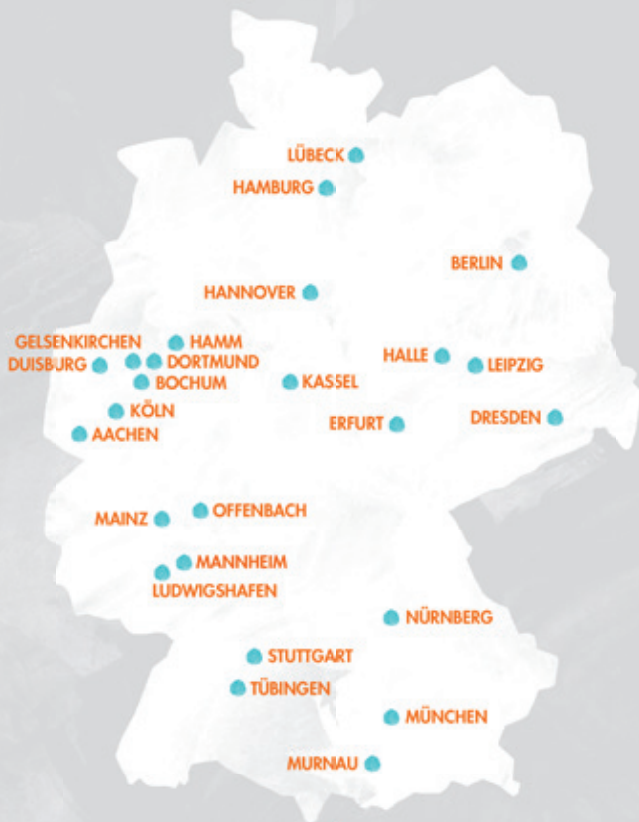 LÜBECK
HAMBURG
BERLIN
HANNOVER
GELSENKIRCHEN
HAMM
DUISBURG
DORTMUND
HALLE
LEIPZIG
BOCHUM
KASSEL
KÖLN
ERFURT
DRESDEN
AACHEN
MAINZ
OFFENBACH
MANNHEIM
LUDWIGSHAFEN
NÜRNBERG
STUTTGART
TÜBINGEN
MÜNCHEN
MURNAU